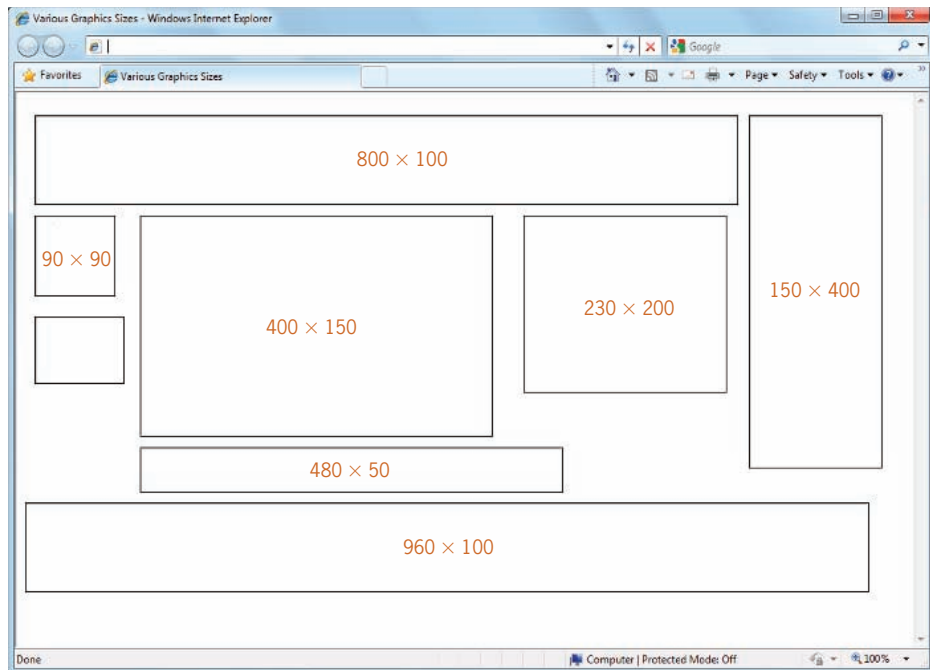 Various Graphics Sizes - Windows Internet Explorer
Google
Favorites
Various Graphics Sizes
Page
Safety
Tools
800 × 100
90 × 90
400 × 150
230 × 200
150 × 400
480 × 50
960 × 100
Done
Computer | Protected Mode: Off
100%